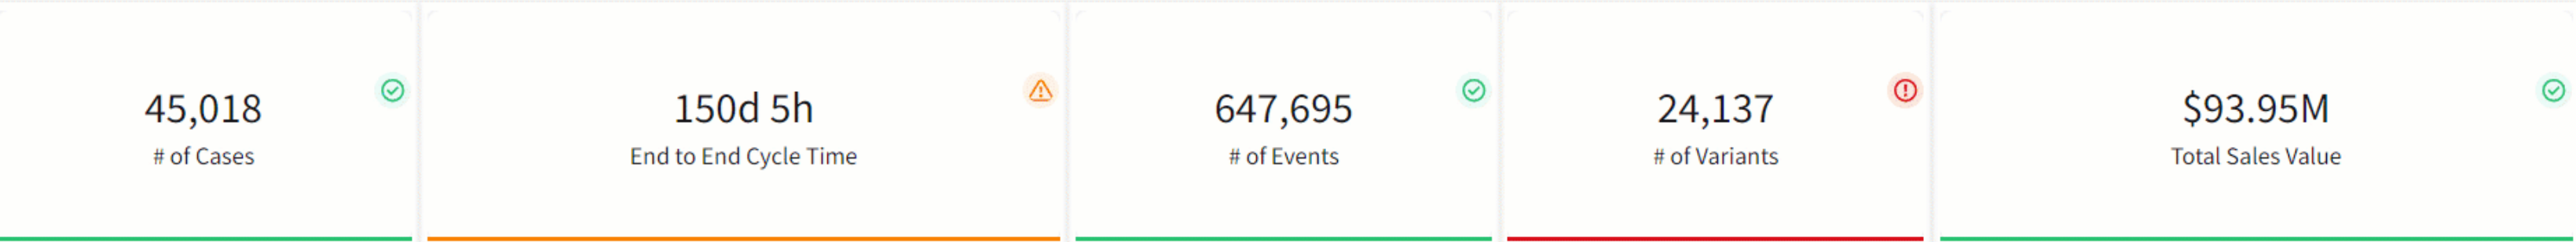 45,018
# of Cases
150d 5h
End to End Cycle Time
647,695
# of Events
24,137
# of Variants
$93.95M
Total Sales Value